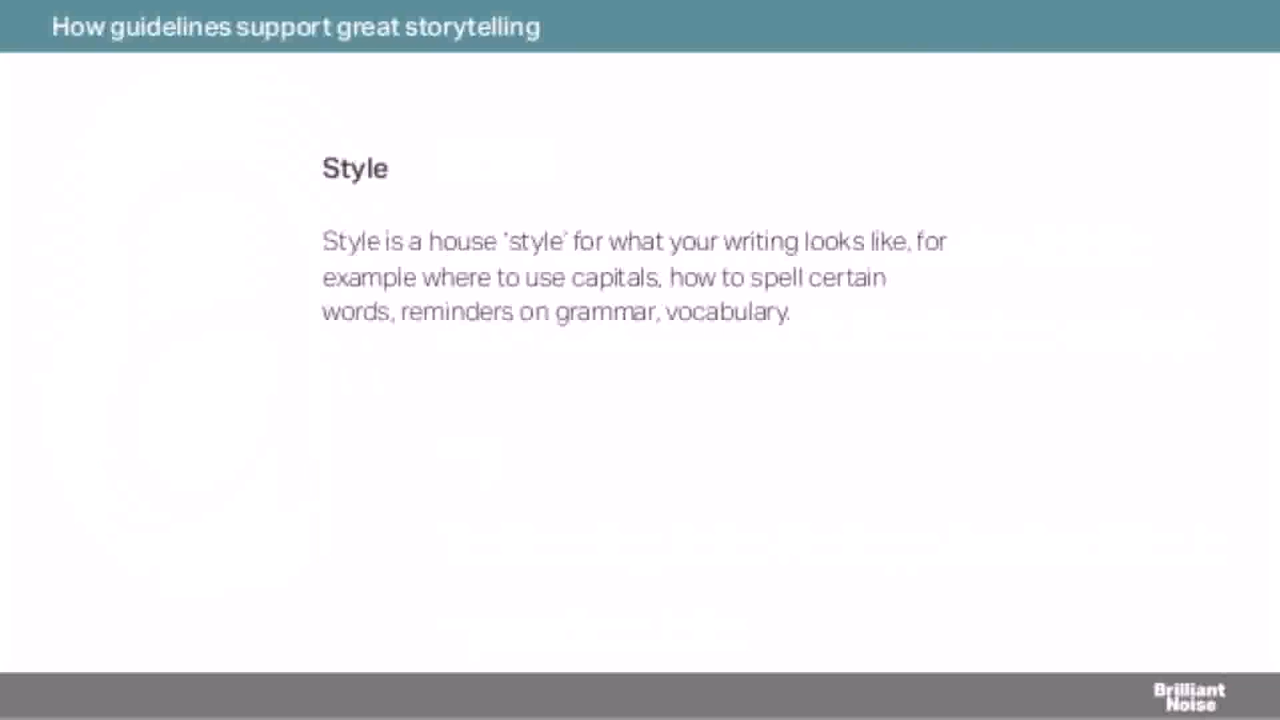 How guidelines support great storytelling
Style
Style is a house ‘style’ for what your writing looks like, for
example where to use capitals, how to spell certain
words, reminders on grammar, vocabulary.
Brilliant
Noise